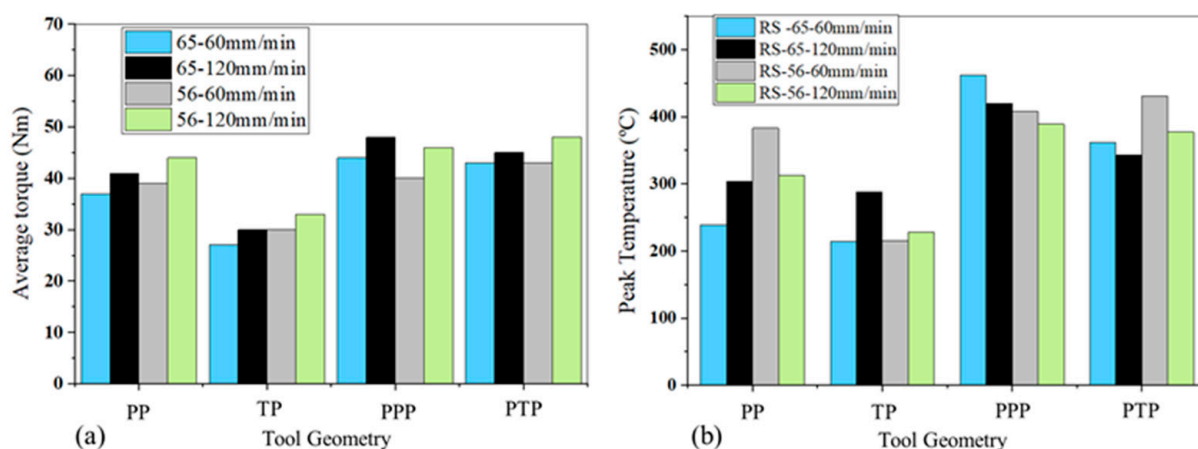 70
60
50
40
30
20
10
0
Average torque (Nm)
65-60mm/min
65-120mm/min
56-60mm/min
56-120mm/min
PP TP PPP PTP
(a) Tool Geometry
500
400
300
200
100
0
Peak Temperature (ºC)
RS -65-60mm/min
RS-65-120mm/min
RS-56-60mm/min
RS-56-120mm/min
PP TP PPP PTP
(b) Tool Geometry